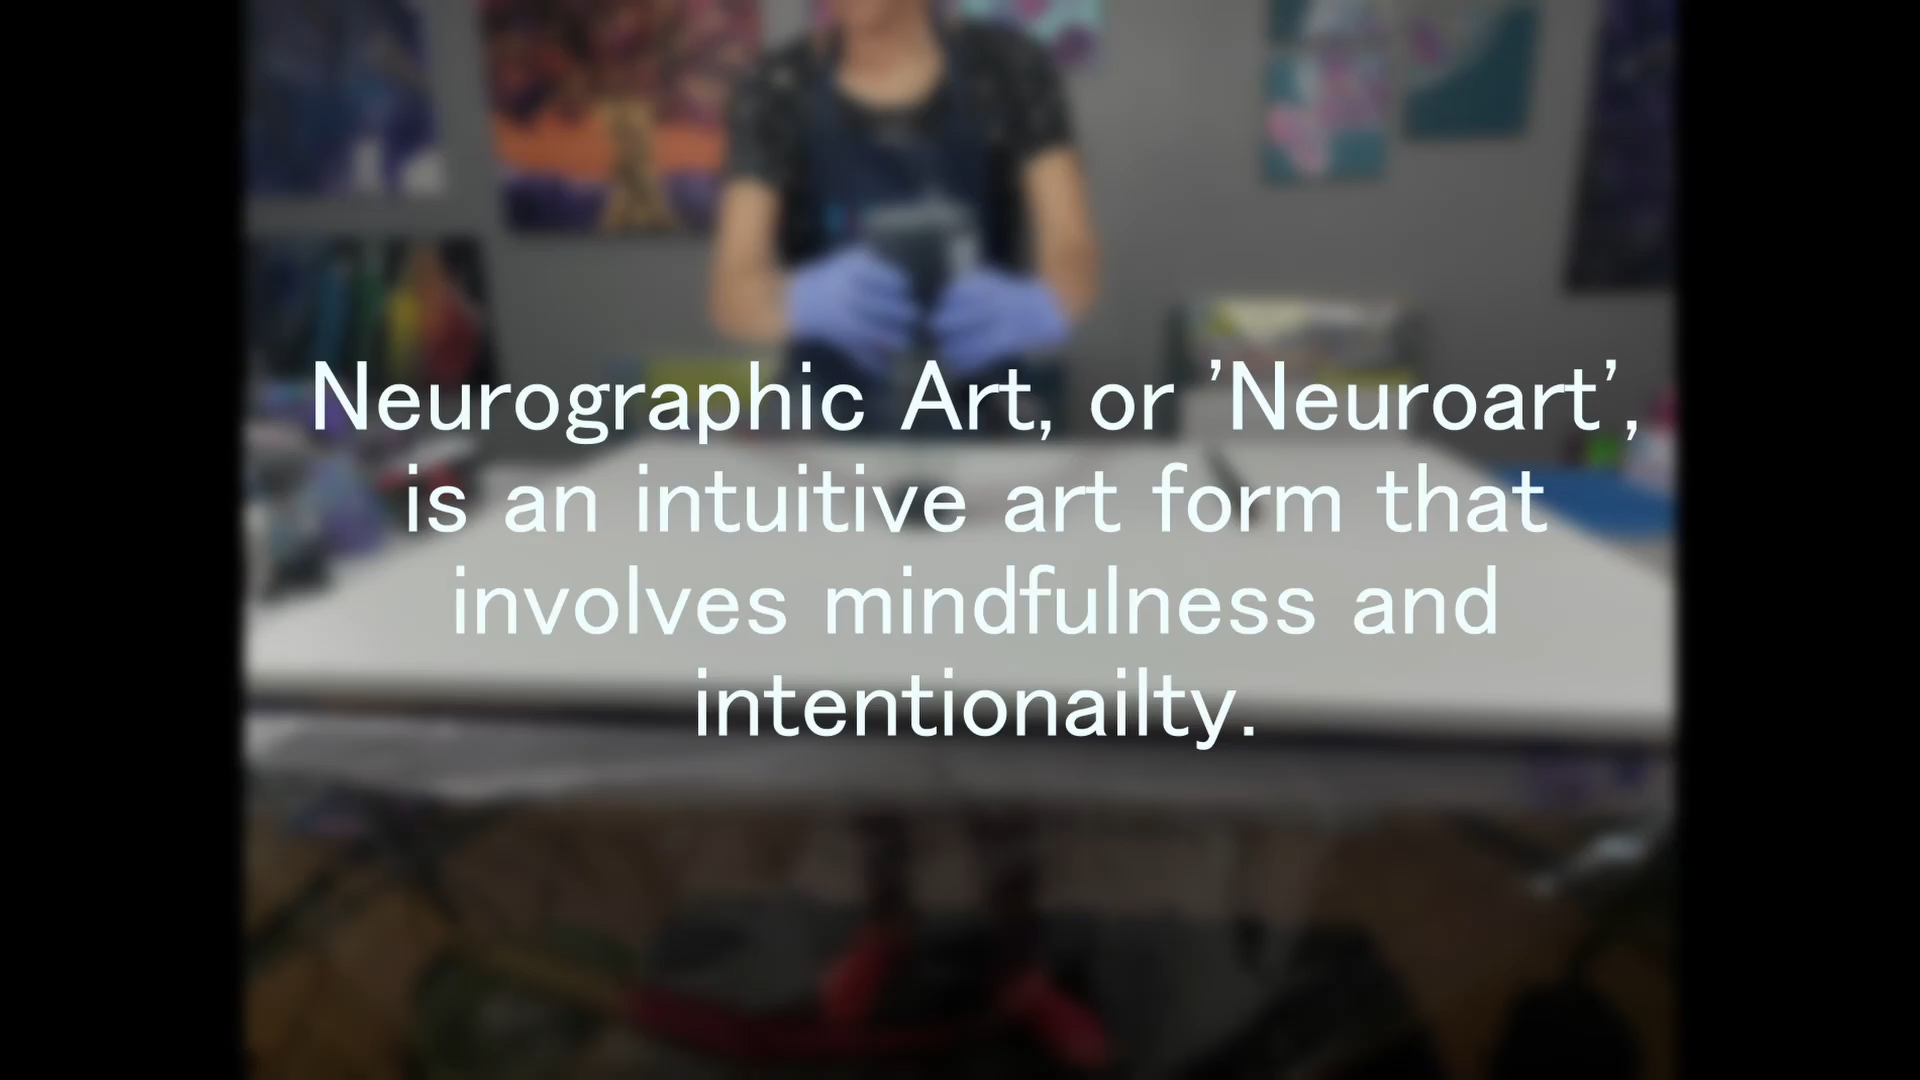 Neurographic Art, or 'Neuroart',
is an intuitive art form that
involves mindfulness and
intentionailty.